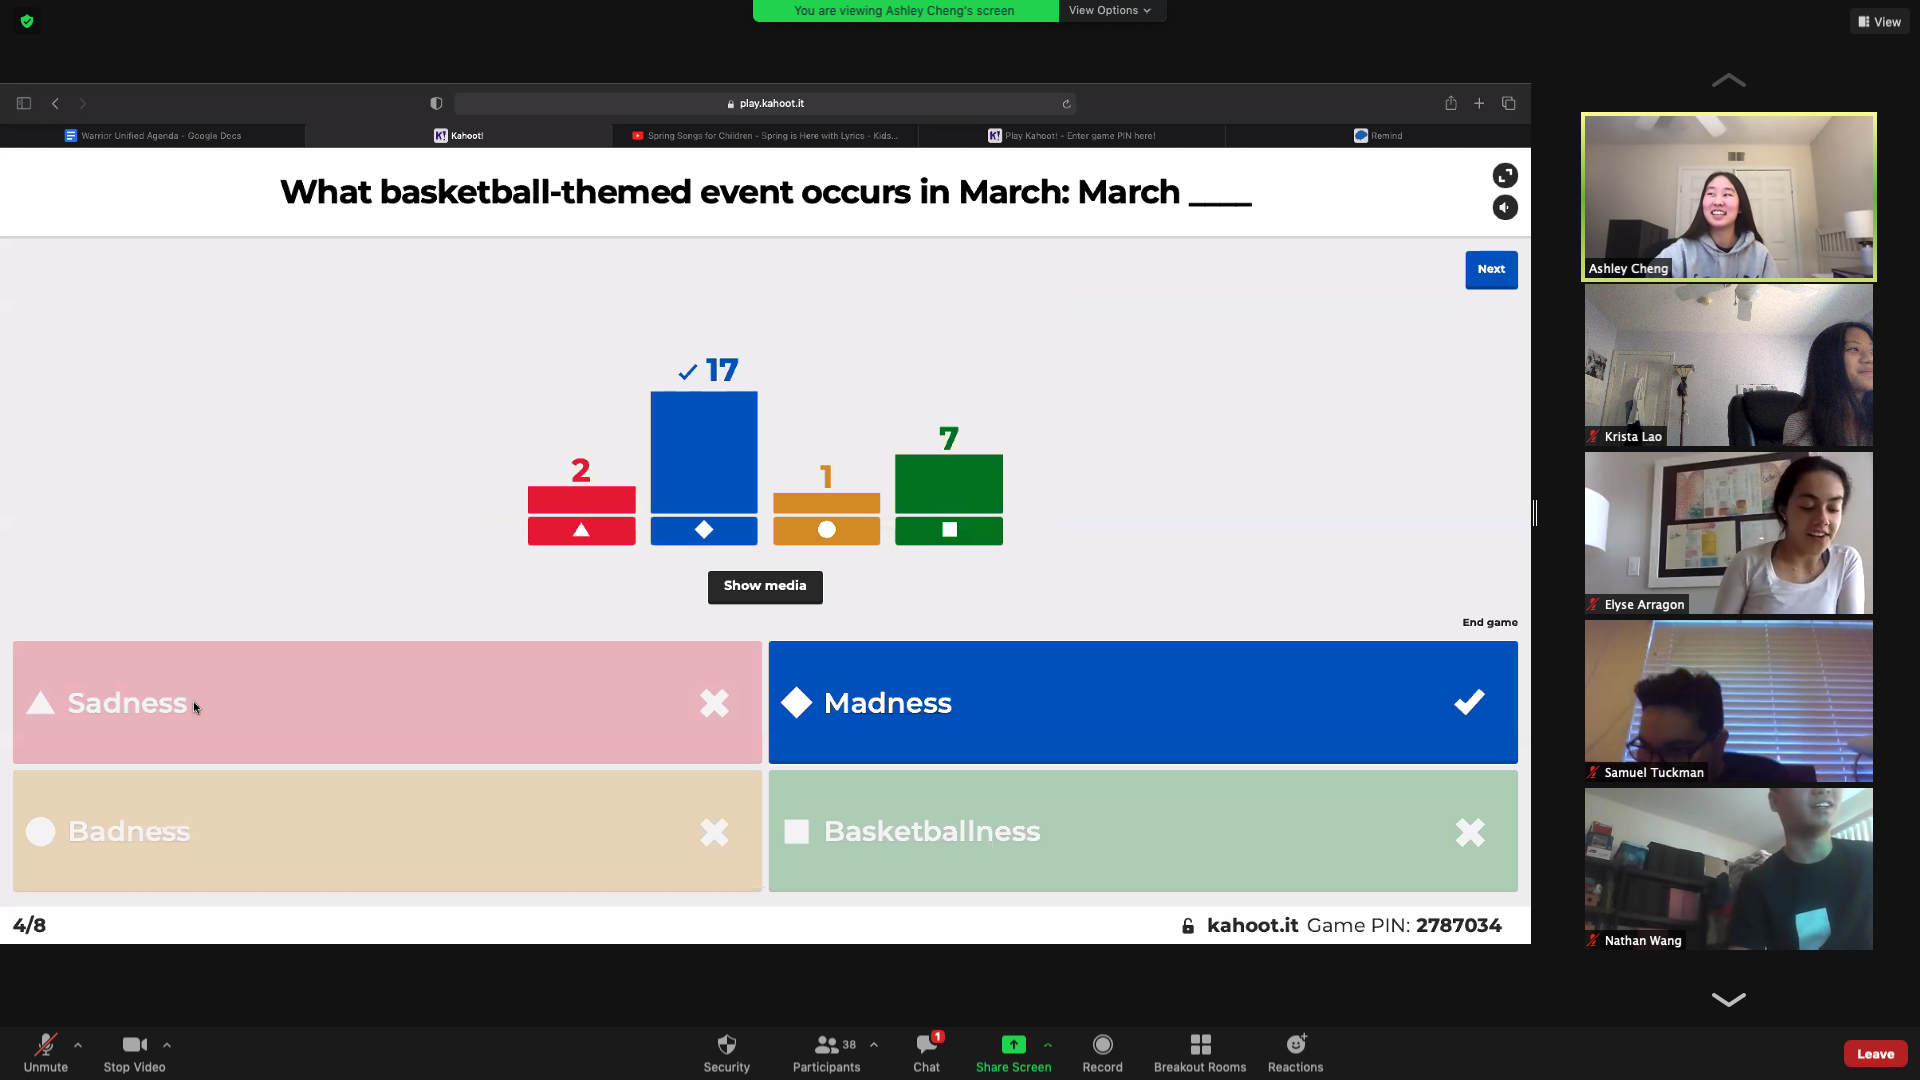 You are viewing Ashley Cheng's screen
View Options
View
play.kahoot.it
Warrior Unified Agenda - Google Docs
K! Kahoot!
Spring Songs for Children - Spring is Here with Lyrics - Kids...
K! Play Kahoot! - Enter game PIN here!
Remind
What basketball-themed event occurs in March: March ____
Next
17
7
2
1
Show media
End game
Sadness
Madness
Badness
Basketballness
4/8
kahoot.it Game PIN: 2787034
Ashley Cheng
Krista Lao
Elyse Arragon
Samuel Tuckman
Nathan Wang
Unmute
Stop Video
Security
38
Participants
1
Chat
Share Screen
Record
Breakout Rooms
Reactions
Leave